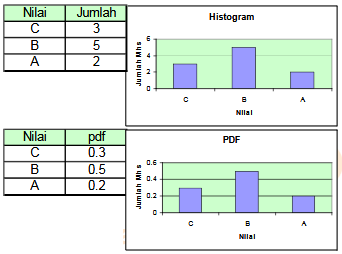 Nilai Jumlah
C 3
B 5
A 2
Histogram
Jumlah Mhs
6
4
2
0
C B A
Nilai
Nilai pdf
C 0.3
B 0.5
A 0.2
PDF
Jumlah Mhs
0.6
0.4
0.2
0
C B A
Nilai